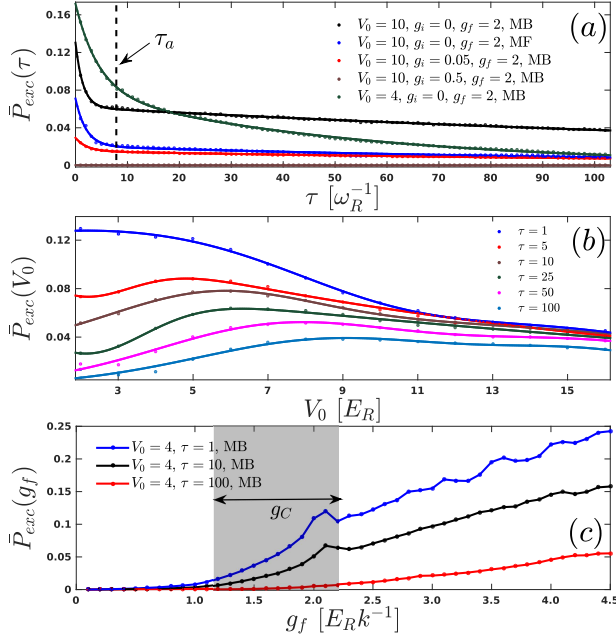 0.16
0.12
0.08
0.04
0
0 10 20 30 40 50 60 70 80 90 100
P̄exc(τ)
τ [ωR⁻¹]
τa
V0 = 10, gi = 0, gf = 2, MB
V0 = 10, gi = 0, gf = 2, MF
V0 = 10, gi = 0.05, gf = 2, MB
V0 = 10, gi = 0.5, gf = 2, MB
V0 = 4, gi = 0, gf = 2, MB
(a)
0.12
0.08
0.04
3 5 7 9 11 13 15
P̄exc(V0)
V0 [ER]
τ = 1
τ = 5
τ = 10
τ = 25
τ = 50
τ = 100
(b)
0.25
0.2
0.15
0.1
0.05
0
0 0.5 1.0 1.5 2.0 2.5 3.0 3.5 4.0 4.5
P̄exc(gf)
gf [ERk⁻¹]
V0 = 4, τ = 1, MB
V0 = 4, τ = 10, MB
V0 = 4, τ = 100, MB
gC
(c)